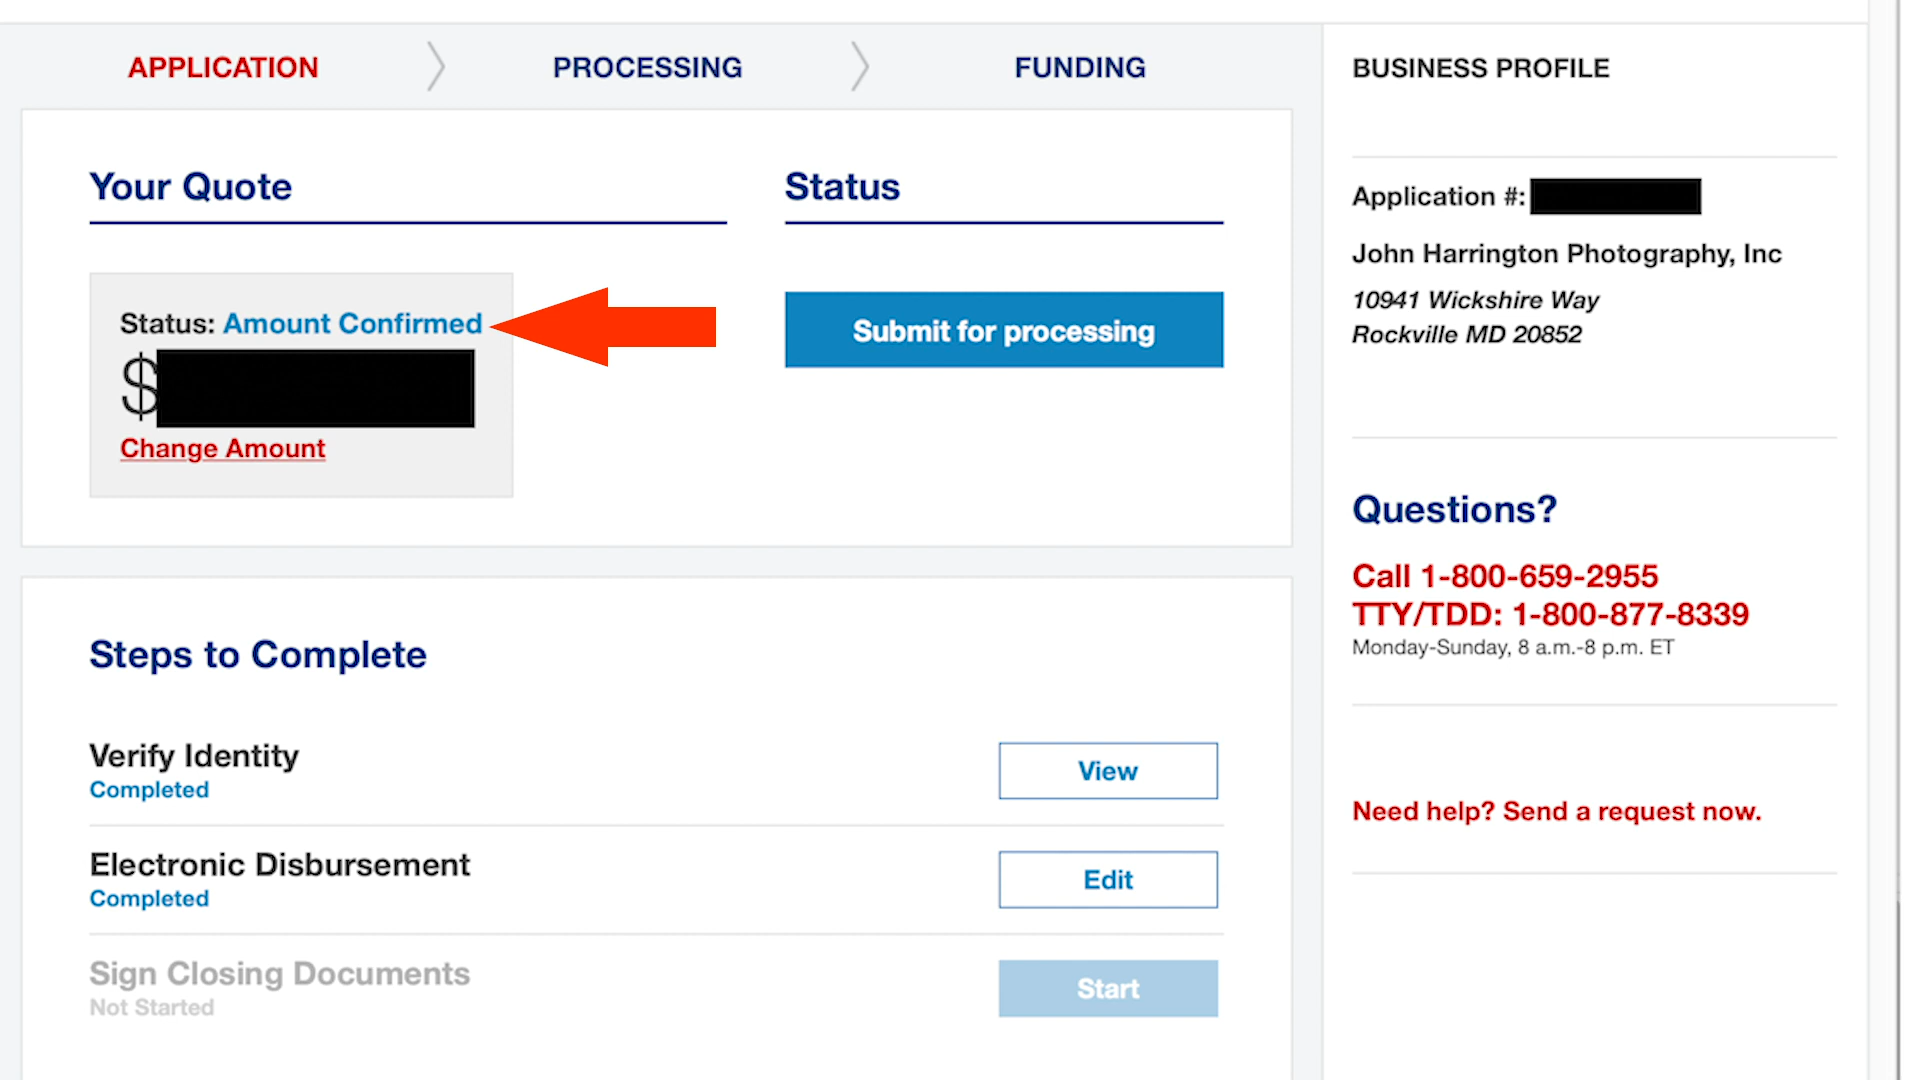 APPLICATION
PROCESSING
FUNDING
Your Quote
Status
Status: Amount Confirmed
$
Change Amount
Submit for processing
Steps to Complete
Verify Identity
Completed
View
Electronic Disbursement
Completed
Edit
Sign Closing Documents
Not Started
Start
BUSINESS PROFILE
Application #:
John Harrington Photography, Inc
10941 Wickshire Way
Rockville MD 20852
Questions?
Call 1-800-659-2955
TTY/TDD: 1-800-877-8339
Monday-Sunday, 8 a.m.-8 p.m. ET
Need help? Send a request now.